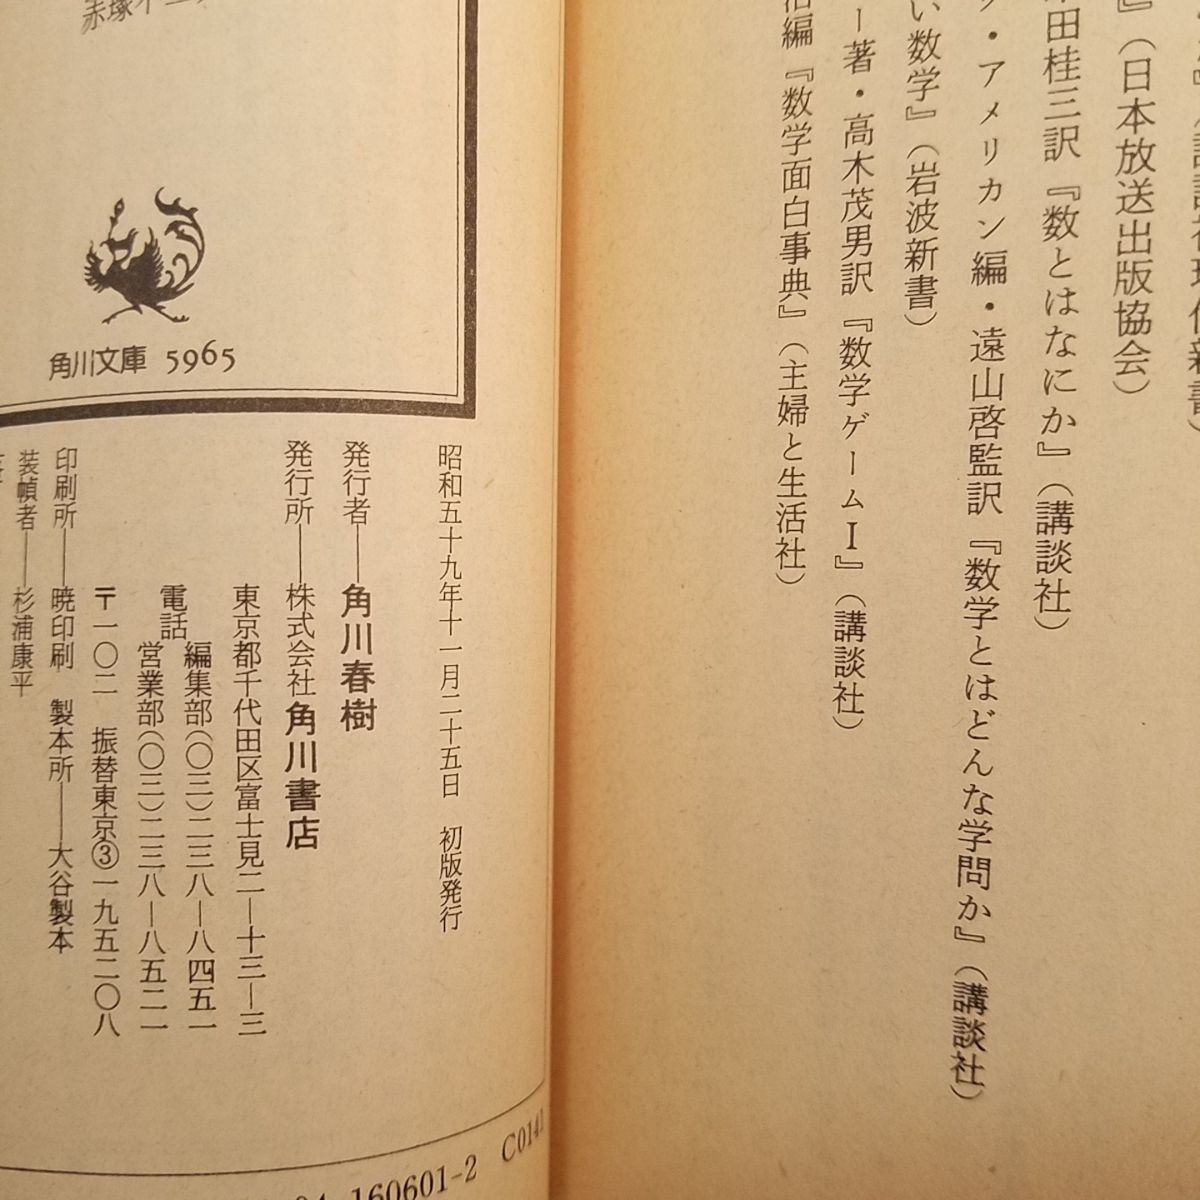 』（日本放送出版協会）
田桂三訳『数とはなにか』（講談社）
・アメリカン編・遠山啓監訳『数学とはどんな学問か』（講談社）
い数学』（岩波新書）
ー著・高木茂男訳『数学ゲームⅠ』（講談社）
編『数学面白事典』（主婦と生活社）
赤塚不二
角川文庫 5965
昭和五十九年十一月二十五日 初版発行
発行者―角川春樹
発行所―株式会社角川書店
東京都千代田区富士見二―十三―三
電話
編集部（〇三）二三八―八四五一
営業部（〇三）二三八―八五二一
〒一〇二 振替東京③一九五二〇八
印刷所―暁印刷 製本所―大谷製本
装幀者―杉浦康平
160601-2 C0141